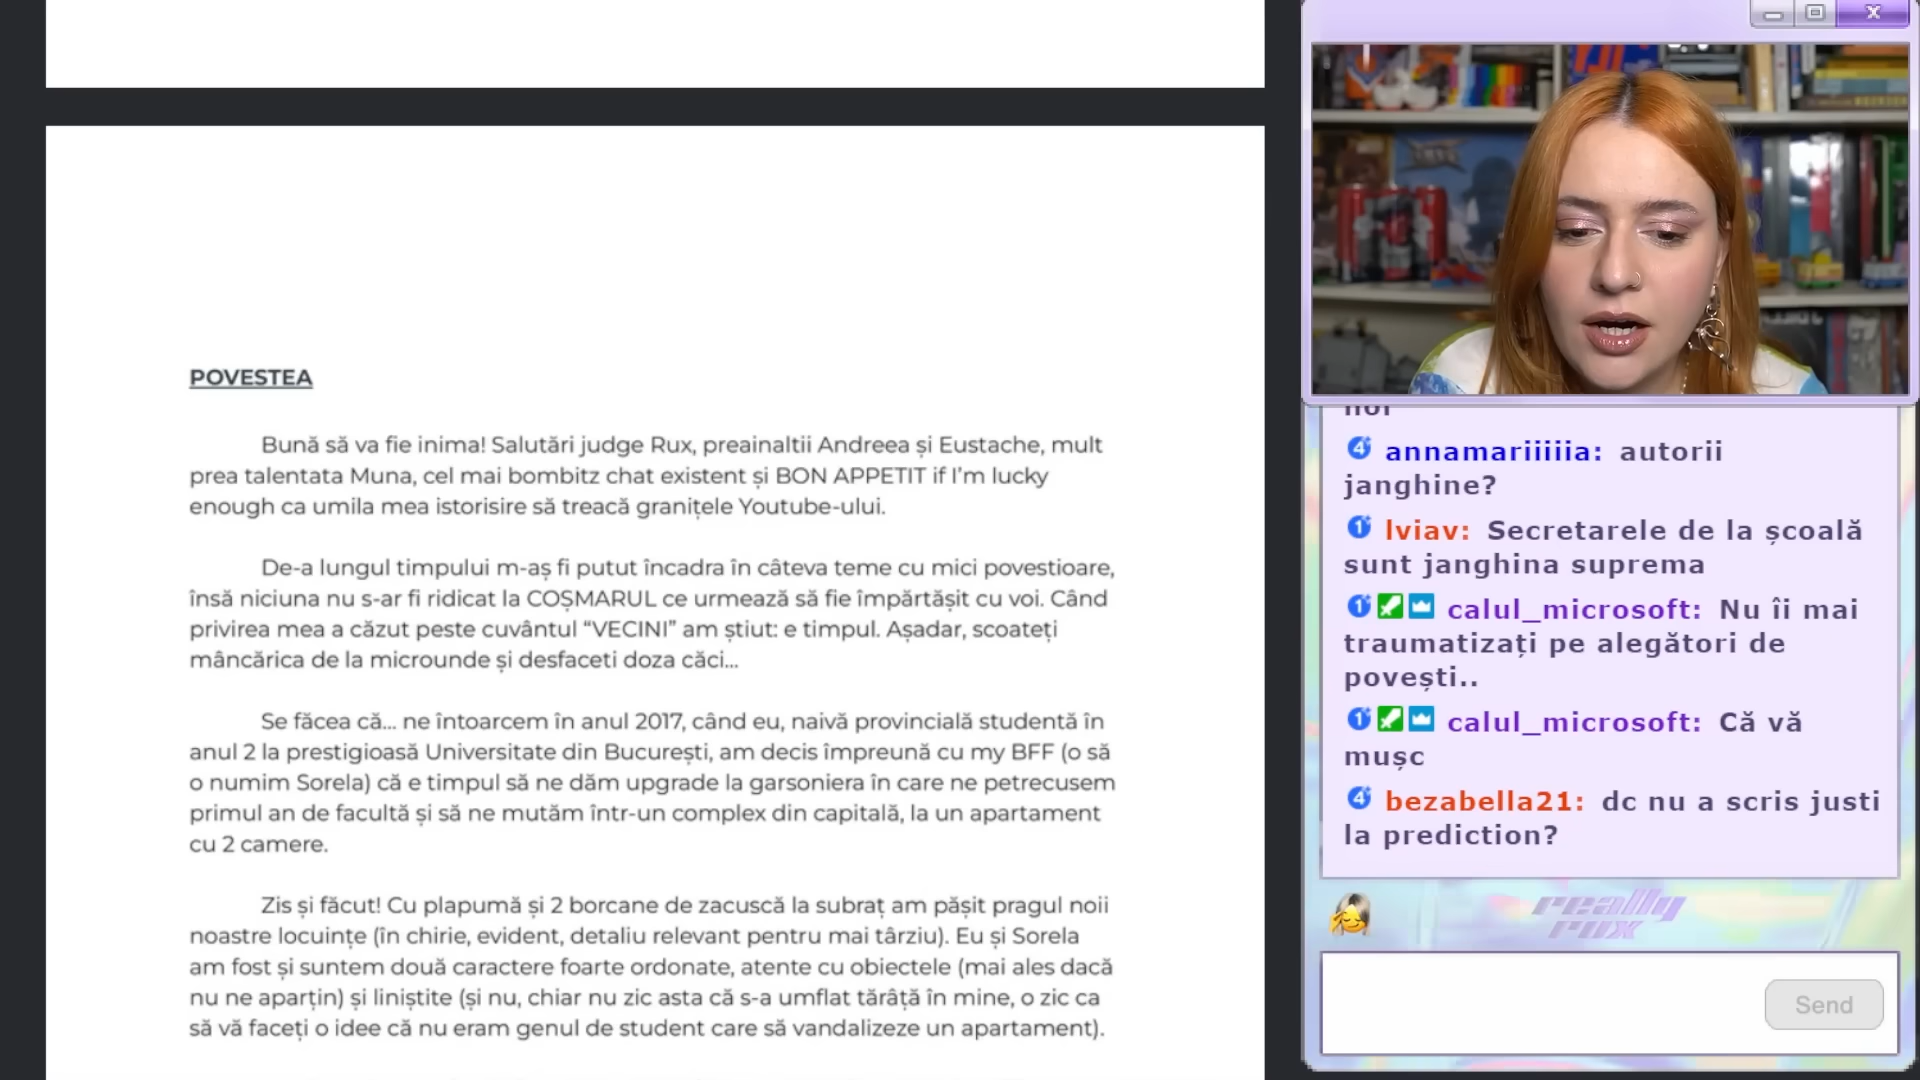 POVESTEA
Bună să va fie inima! Salutări judge Rux, preainaltii Andreea și Eustache, mult
prea talentata Muna, cel mai bombitz chat existent și BON APPETIT if I’m lucky
enough ca umila mea istorisire să treacă granițele Youtube-ului.
De-a lungul timpului m-aș fi putut încadra în câteva teme cu mici povestioare,
însă niciuna nu s-ar fi ridicat la COȘMARUL ce urmează să fie împărtășit cu voi. Când
privirea mea a căzut peste cuvântul “VECINI” am știut: e timpul. Așadar, scoateți
mâncărica de la microunde și desfaceti doza căci...
Se făcea că... ne întoarcem în anul 2017, când eu, naivă provincială studentă în
anul 2 la prestigioasă Universitate din București, am decis împreună cu my BFF (o să
o numim Sorela) că e timpul să ne dăm upgrade la garsoniera în care ne petrecusem
primul an de facultă și să ne mutăm într-un complex din capitală, la un apartament
cu 2 camere.
Zis și făcut! Cu plapumă și 2 borcane de zacuscă la subraț am pășit pragul noii
noastre locuințe (în chirie, evident, detaliu relevant pentru mai târziu). Eu și Sorela
am fost și suntem două caractere foarte ordonate, atente cu obiectele (mai ales dacă
nu ne aparțin) și liniștite (și nu, chiar nu zic asta că s-a umflat tărâță în mine, o zic ca
să vă faceți o idee că nu eram genul de student care să vandalizeze un apartament).
annamariiiiia: autorii
janghine?
lviav: Secretarele de la școală
sunt janghina suprema
calul_microsoft: Nu îi mai
traumatizați pe alegători de
povești..
calul_microsoft: Că vă
mușc
bezabella21: dc nu a scris justi
la prediction?
really
rux
Send